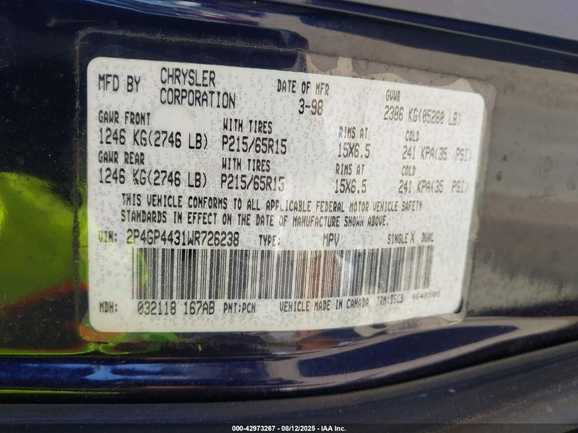 MFD BY CHRYSLER CORPORATION DATE OF MFR 3-98 GVWR 2386 KG(05260 LB)
GAWR FRONT WITH TIRES RIMS AT COLD
1246 KG(2746 LB) P215/65R15 15X6.5 241 KPA(35 PSI)
GAWR REAR WITH TIRES RIMS AT COLD
1246 KG(2746 LB) P215/65R15 15X6.5 241 KPA(35 PSI)
THIS VEHICLE CONFORMS TO ALL APPLICABLE FEDERAL MOTOR VEHICLE SAFETY
STANDARDS IN EFFECT ON THE DATE OF MANUFACTURE SHOWN ABOVE.
VIN: 2P4GP4431WR726238 TYPE: MPV SINGLE X DUAL
MDH: 032118 167AB PNT:PCN VEHICLE MADE IN CANADA
000-42973267 - 08/12/2025 - IAA Inc.